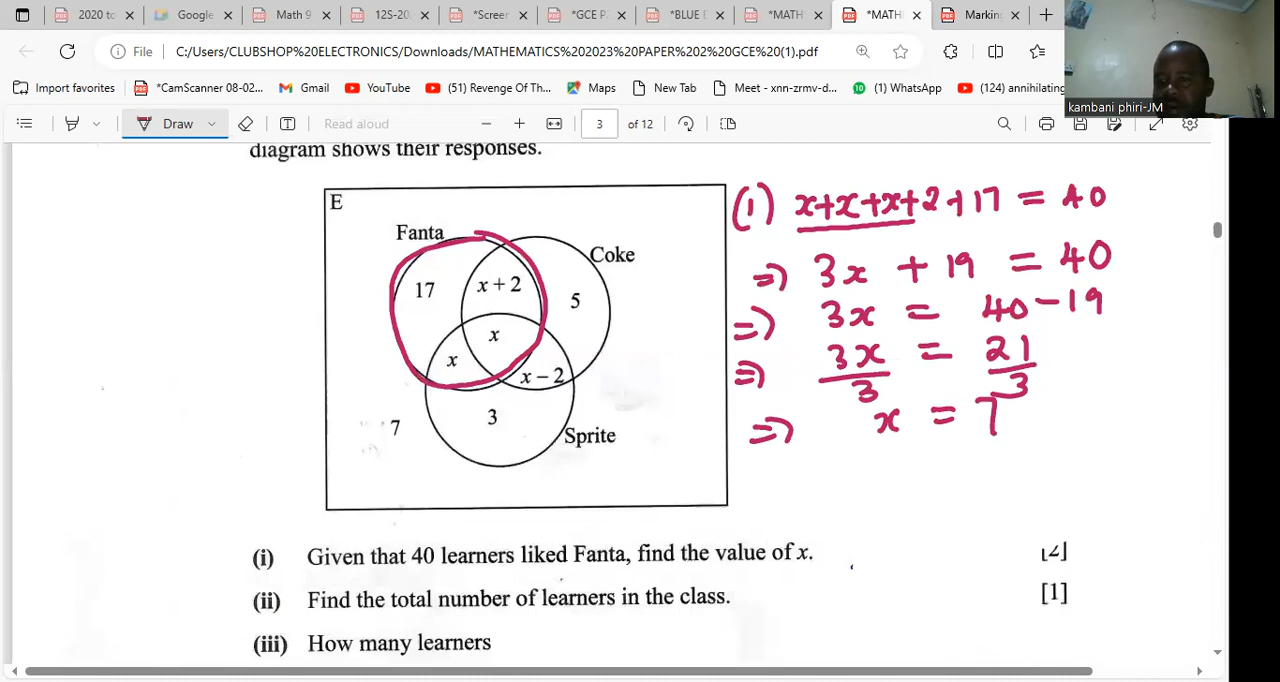 2020 to
Google
Math 9
12S-20
*Screer
*GCE P
*BLUE E
*MATH
*MATH
Marking
File
C:/Users/CLUBSHOP%20ELECTRONICS/Downloads/MATHEMATICS%202023%20PAPER%202%20GCE%20(1).pdf
Import favorites
*CamScanner 08-02...
Gmail
YouTube
(51) Revenge Of Th...
Maps
New Tab
Meet - xnn-zrmv-d...
(1) WhatsApp
(124) annihilating
kambani phiri-JM
Draw
Read aloud
3
of 12
diagram shows their responses.
E
Fanta
Coke
17
x + 2
5
x
x
x − 2
7
3
Sprite
(i) x+x+x+2+17 = 40
=> 3x + 19 = 40
=> 3x = 40-19
=> 3x/3 = 21/3
=> x = 7
(i) Given that 40 learners liked Fanta, find the value of x. [2]
(ii) Find the total number of learners in the class. [1]
(iii) How many learners